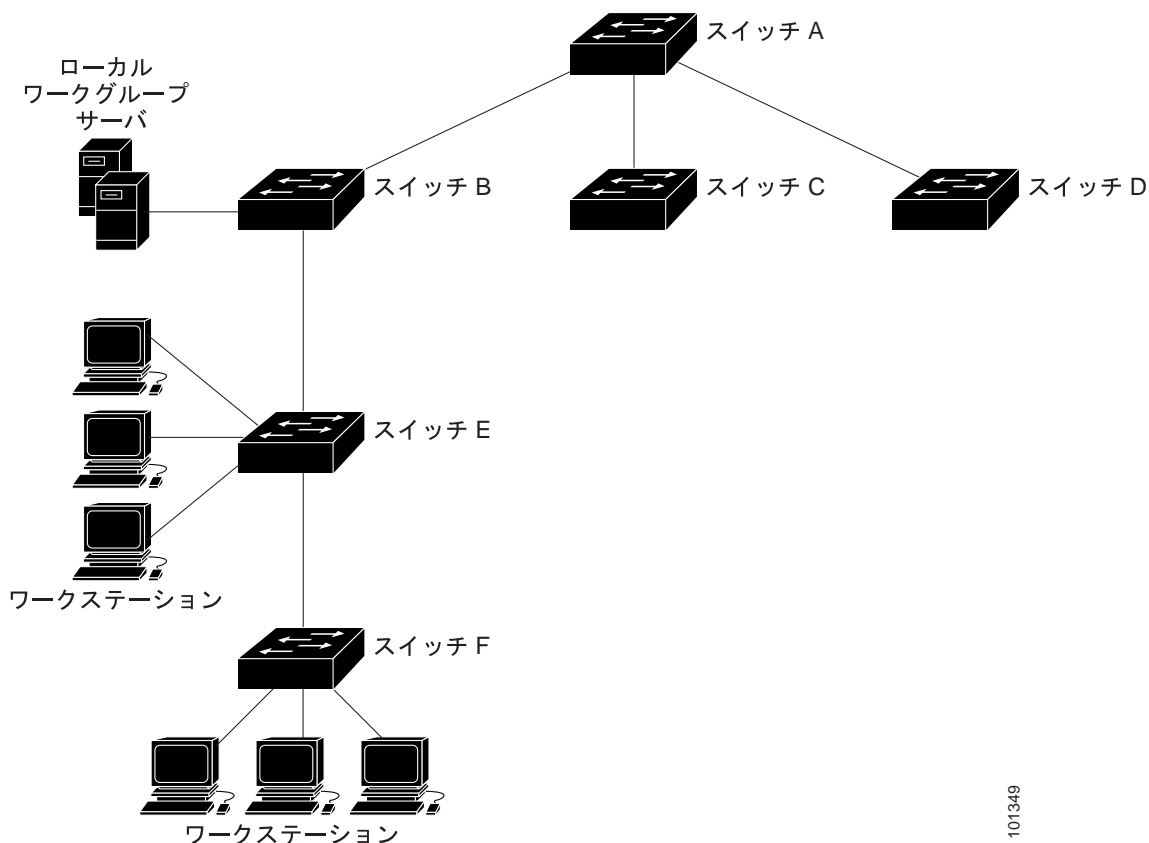 スイッチ A
ローカル
ワークグループ
サーバ
スイッチ B
スイッチ C
スイッチ D
スイッチ E
ワークステーション
スイッチ F
ワークステーション
101349